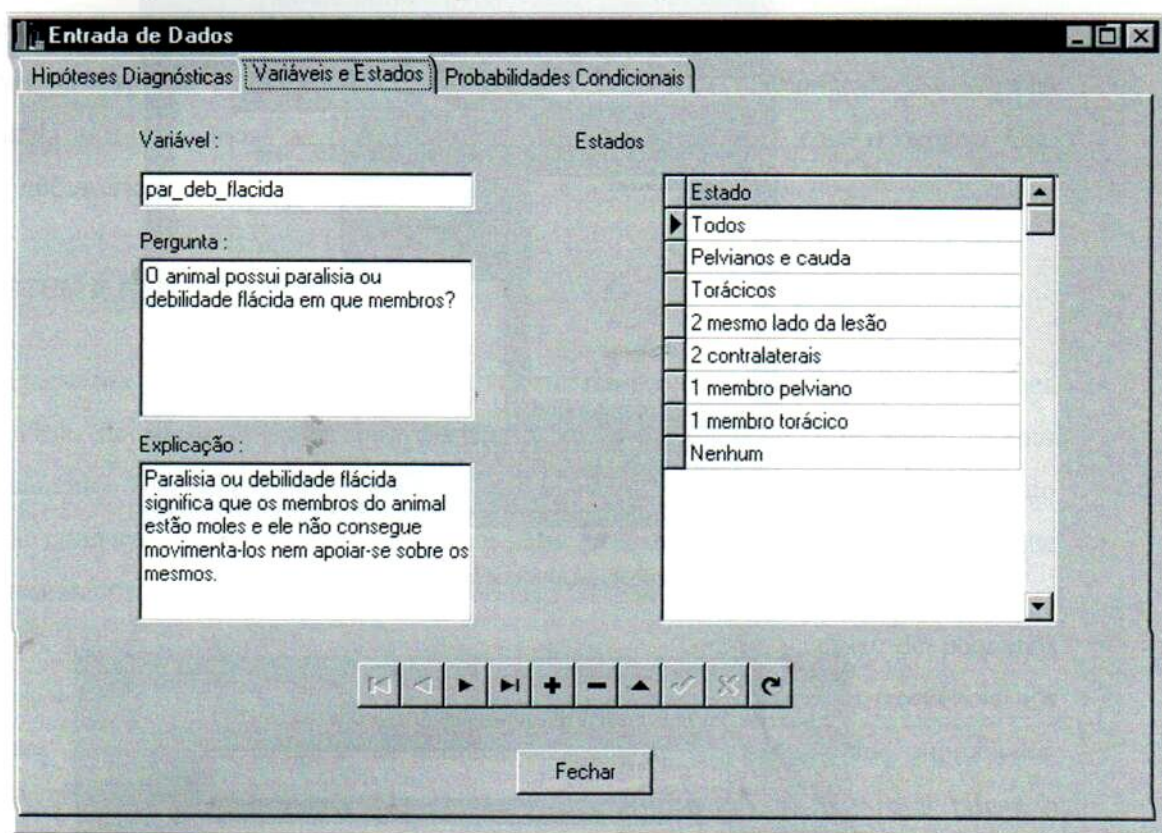 Entrada de Dados
Hipóteses Diagnósticas
Variáveis e Estados
Probabilidades Condicionais
Variável :
par_deb_flacida
Pergunta :
O animal possui paralisia ou
debilidade flácida em que membros?
Explicação :
Paralisia ou debilidade flácida
significa que os membros do animal
estão moles e ele não consegue
movimenta-los nem apoiar-se sobre os
mesmos.
Estados
Estado
Todos
Pelvianos e cauda
Torácicos
2 mesmo lado da lesão
2 contralaterais
1 membro pelviano
1 membro torácico
Nenhum
Fechar